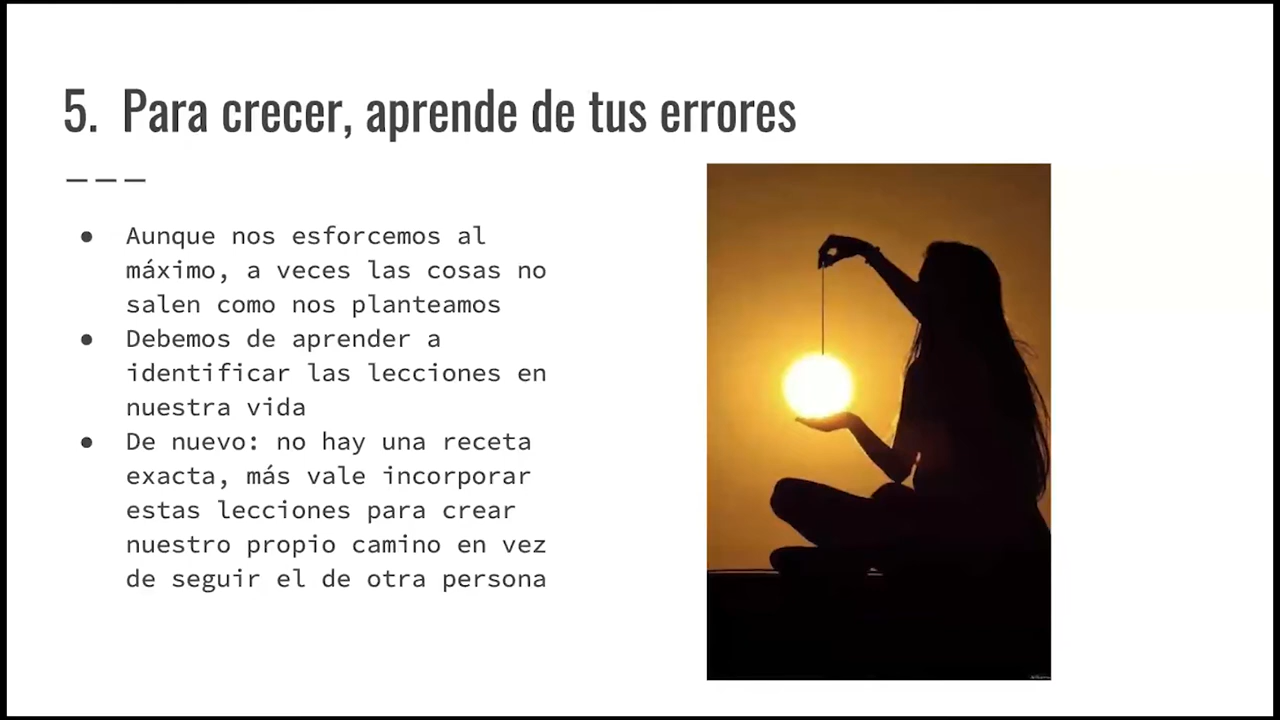 5. Para crecer, aprende de tus errores
● Aunque nos esforcemos al
máximo, a veces las cosas no
salen como nos planteamos
● Debemos de aprender a
identificar las lecciones en
nuestra vida
● De nuevo: no hay una receta
exacta, más vale incorporar
estas lecciones para crear
nuestro propio camino en vez
de seguir el de otra persona